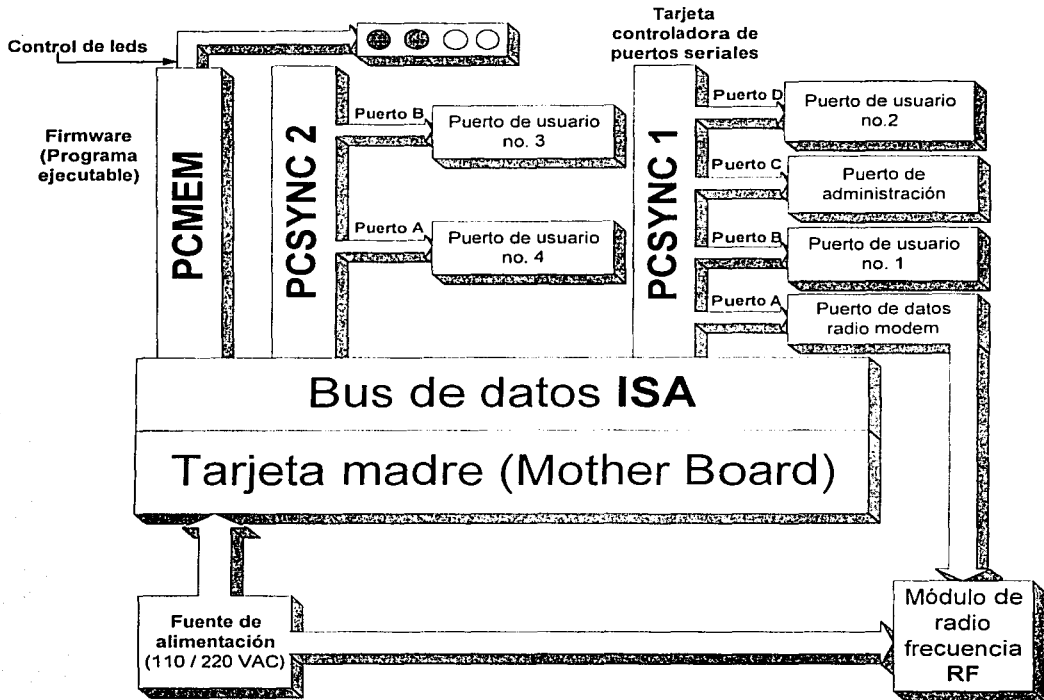 Control de leds
Tarjeta
controladora de
puertos seriales
Firmware
(Programa
ejecutable)
PCMEM
PCSYNC 2
Puerto B
Puerto de usuario
no. 3
Puerto A
Puerto de usuario
no. 4
PCSYNC 1
Puerto D
Puerto de usuario
no.2
Puerto C
Puerto de
administración
Puerto B
Puerto de usuario
no. 1
Puerto A
Puerto de datos
radio modem
Bus de datos ISA
Tarjeta madre (Mother Board)
Fuente de
alimentación
(110 / 220 VAC)
Módulo de
radio
frecuencia
RF